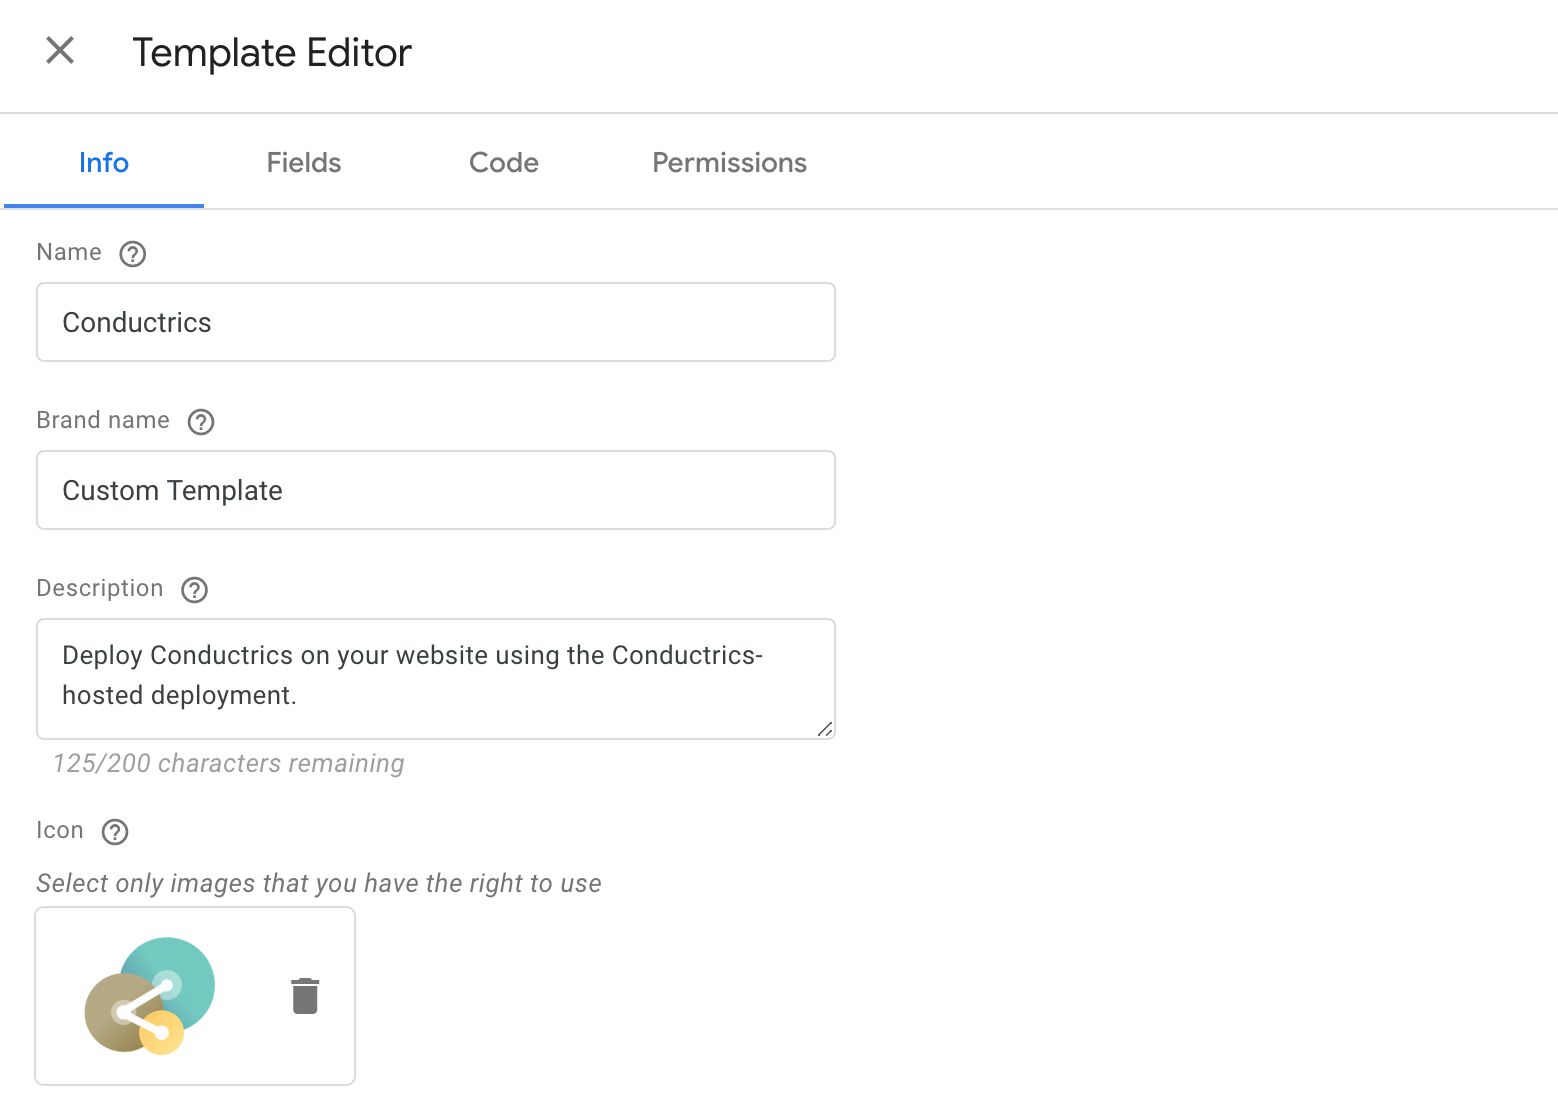 Template Editor
Info Fields Code Permissions
Name
Conductrics
Brand name
Custom Template
Description
Deploy Conductrics on your website using the Conductrics-
hosted deployment.
125/200 characters remaining
Icon
Select only images that you have the right to use